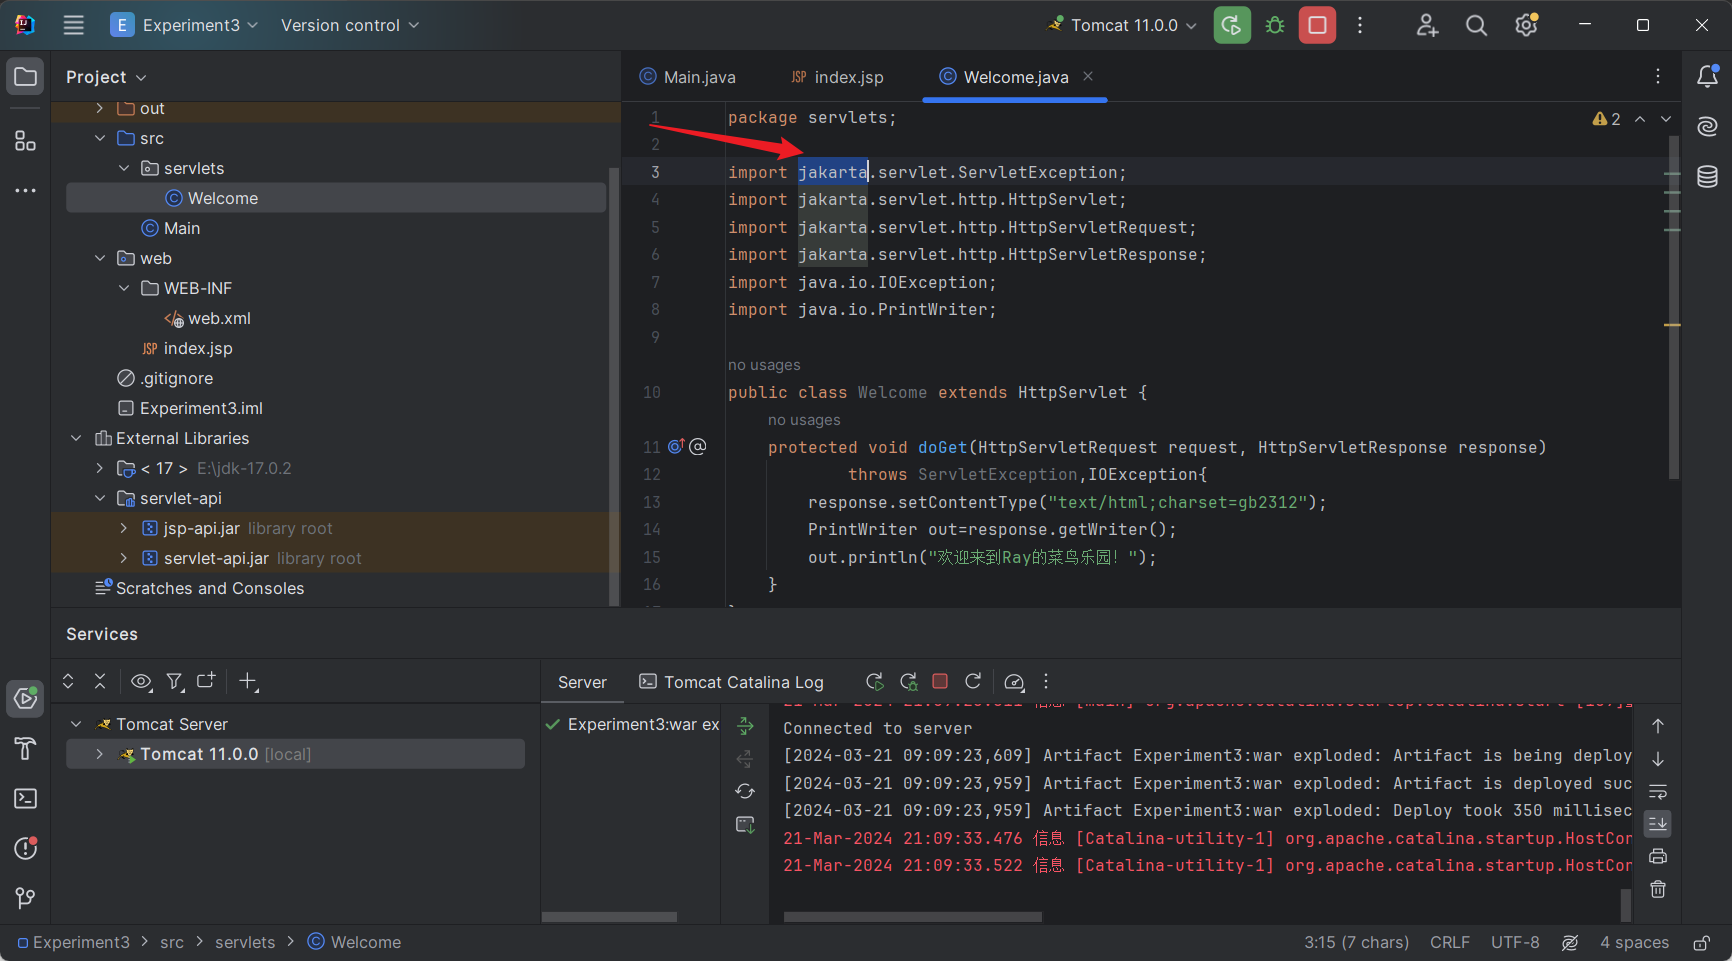 E Experiment3 Version control Tomcat 11.0.0
Project
out
src
servlets
Welcome
Main
web
WEB-INF
web.xml
JSP index.jsp
.gitignore
Experiment3.iml
External Libraries
< 17 > E:\jdk-17.0.2
servlet-api
jsp-api.jar library root
servlet-api.jar library root
Scratches and Consoles
Main.java JSP index.jsp Welcome.java
2
1 package servlets;
2
3 import jakarta.servlet.ServletException;
4 import jakarta.servlet.http.HttpServlet;
5 import jakarta.servlet.http.HttpServletRequest;
6 import jakarta.servlet.http.HttpServletResponse;
7 import java.io.IOException;
8 import java.io.PrintWriter;
9
no usages
10 public class Welcome extends HttpServlet {
no usages
11 protected void doGet(HttpServletRequest request, HttpServletResponse response)
12 throws ServletException,IOException{
13 response.setContentType("text/html;charset=gb2312");
14 PrintWriter out=response.getWriter();
15 out.println("欢迎来到Ray的菜鸟乐园！");
16 }
Services
Tomcat Server
Tomcat 11.0.0 [local]
Server Tomcat Catalina Log
Experiment3:war ex
Connected to server
[2024-03-21 09:09:23,609] Artifact Experiment3:war exploded: Artifact is being deploy
[2024-03-21 09:09:23,959] Artifact Experiment3:war exploded: Artifact is deployed suc
[2024-03-21 09:09:23,959] Artifact Experiment3:war exploded: Deploy took 350 millisec
21-Mar-2024 21:09:33.476 信息 [Catalina-utility-1] org.apache.catalina.startup.HostCon
21-Mar-2024 21:09:33.522 信息 [Catalina-utility-1] org.apache.catalina.startup.HostCon
Experiment3 > src > servlets > Welcome
3:15 (7 chars) CRLF UTF-8 4 spaces